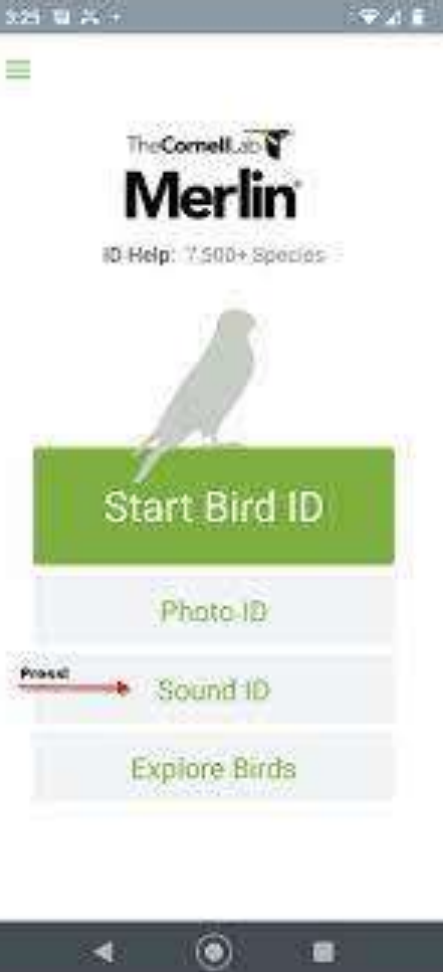 3:25
TheCornellLab
Merlin
ID Help: 7,500+ Species
Start Bird ID
Photo ID
Press!
Sound ID
Explore Birds